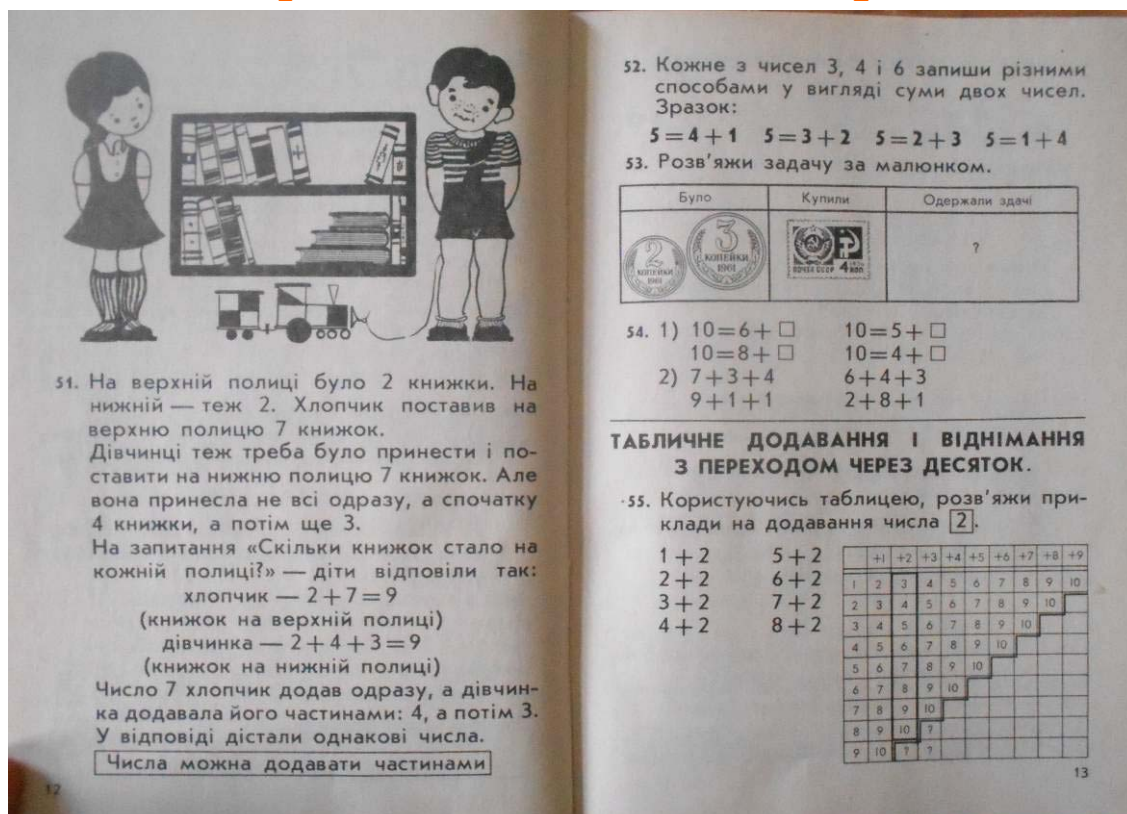 51. На верхній полиці було 2 книжки. На
нижній — теж 2. Хлопчик поставив на
верхню полицю 7 книжок.
Дівчинці теж треба було принести і по-
ставити на нижню полицю 7 книжок. Але
вона принесла не всі одразу, а спочатку
4 книжки, а потім ще 3.
На запитання «Скільки книжок стало на
кожній полиці?» — діти відповіли так:
хлопчик — 2 + 7 = 9
(книжок на верхній полиці)
дівчинка — 2 + 4 + 3 = 9
(книжок на нижній полиці)
Число 7 хлопчик додав одразу, а дівчин-
ка додавала його частинами: 4, а потім 3.
У відповіді дістали однакові числа.
Числа можна додавати частинами
12
52. Кожне з чисел 3, 4 і 6 запиши різними
способами у вигляді суми двох чисел.
Зразок:
5 = 4 + 1 5 = 3 + 2 5 = 2 + 3 5 = 1 + 4
53. Розв'яжи задачу за малюнком.
Було Купили Одержали здачі
2 КОПЕЙКИ 1961
3 КОПЕЙКИ 1961
ПОЧТА СССР 4 КОП
?
54. 1) 10 = 6 + □ 10 = 5 + □
10 = 8 + □ 10 = 4 + □
2) 7 + 3 + 4 6 + 4 + 3
9 + 1 + 1 2 + 8 + 1
ТАБЛИЧНЕ ДОДАВАННЯ І ВІДНІМАННЯ
З ПЕРЕХОДОМ ЧЕРЕЗ ДЕСЯТОК.
55. Користуючись таблицею, розв'яжи при-
клади на додавання числа 2.
1 + 2 5 + 2
2 + 2 6 + 2
3 + 2 7 + 2
4 + 2 8 + 2
+1 +2 +3 +4 +5 +6 +7 +8 +9
1 2 3 4 5 6 7 8 9 10
2 3 4 5 6 7 8 9 10
3 4 5 6 7 8 9 10
4 5 6 7 8 9 10
5 6 7 8 9 10
6 7 8 9 10
7 8 9 10
8 9 10 ?
9 10 ? ?
13